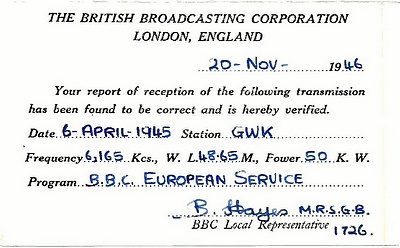 THE BRITISH BROADCASTING CORPORATION
LONDON, ENGLAND
20-NOV- 1946
Your report of reception of the following transmission
has been found to be correct and is hereby verified.
Date 6-APRIL-1945 Station GWK
Frequency 6,165 Kcs., W. L. 48.65 M., Power 50 K. W.
Program B.B.C. EUROPEAN SERVICE
B. Hayes M.R.S.G.B.
BBC Local Representative 1726.